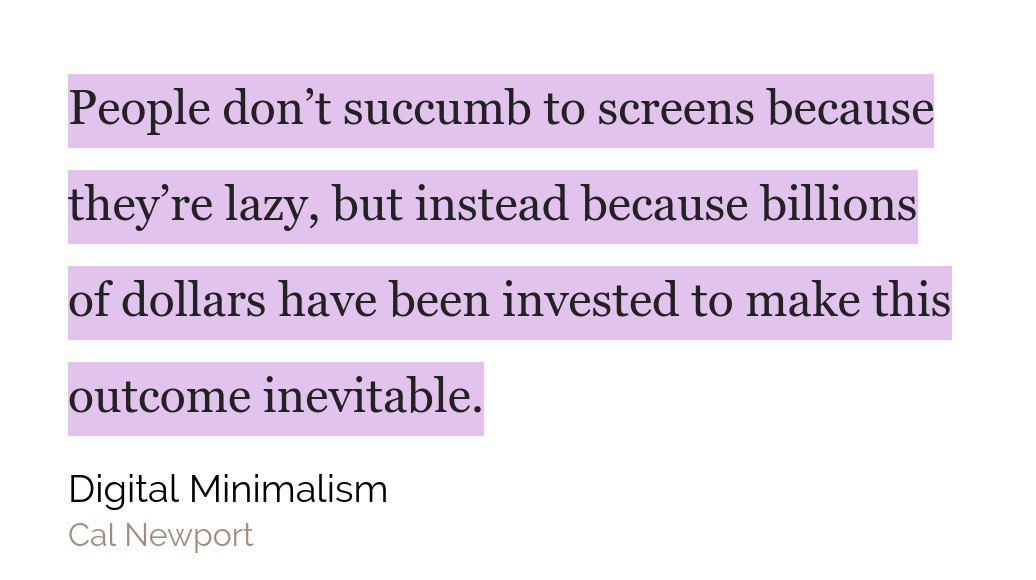 People don’t succumb to screens because
they’re lazy, but instead because billions
of dollars have been invested to make this
outcome inevitable.
Digital Minimalism
Cal Newport